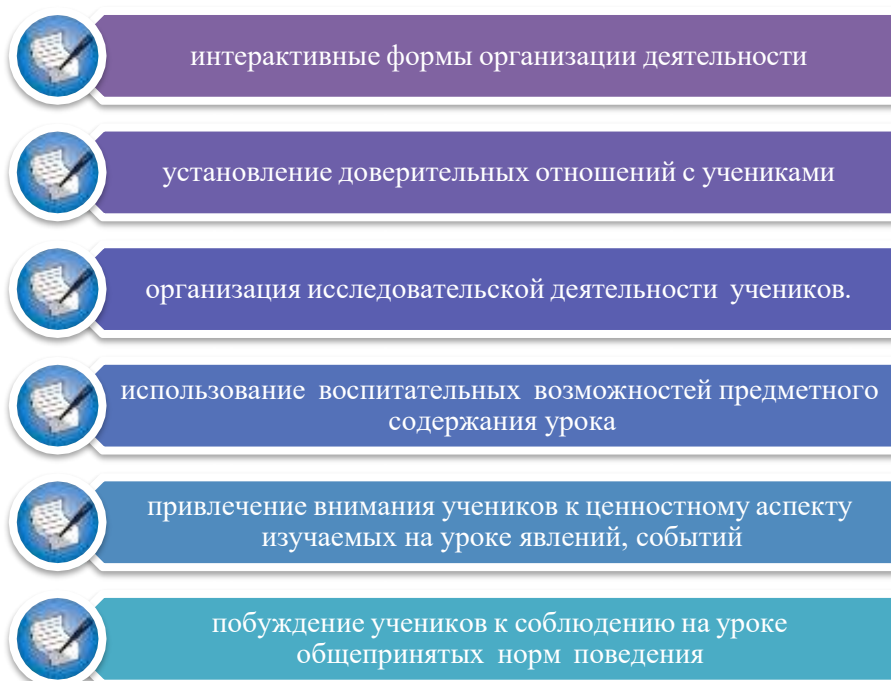 интерактивные формы организации деятельности
установление доверительных отношений с учениками
организация исследовательской деятельности учеников.
использование воспитательных возможностей предметного
содержания урока
привлечение внимания учеников к ценностному аспекту
изучаемых на уроке явлений, событий
побуждение учеников к соблюдению на уроке
общепринятых норм поведения